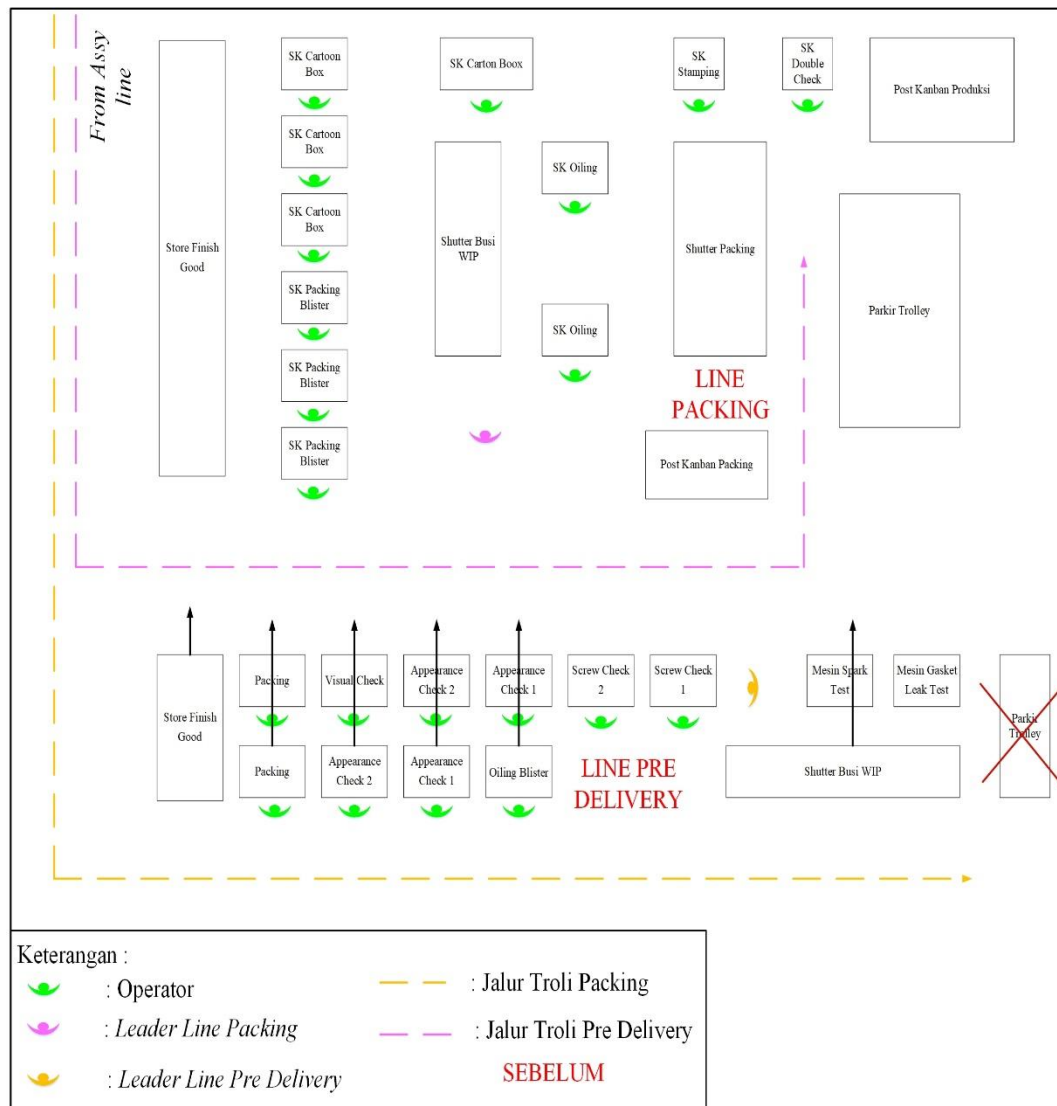 From Assy
line
Store Finish
Good
SK Cartoon
Box
SK Cartoon
Box
SK Cartoon
Box
SK Packing
Blister
SK Packing
Blister
SK Packing
Blister
SK Carton Boox
Shutter Busi
WIP
SK Oiling
SK Oiling
SK
Stamping
SK
Double
Check
Shutter Packing
LINE
PACKING
Post Kanban Packing
Post Kanban Produksi
Parkir Trolley
Store Finish
Good
Packing
Visual Check
Appearance
Check 2
Appearance
Check 1
Screw Check
2
Screw Check
1
Mesin Spark
Test
Mesin Gasket
Leak Test
Parkir
Trolley
Packing
Appearance
Check 2
Appearance
Check 1
Oiling Blister
LINE PRE
DELIVERY
Shutter Busi WIP
Keterangan :
: Operator
: Leader Line Packing
: Leader Line Pre Delivery
: Jalur Troli Packing
: Jalur Troli Pre Delivery
SEBELUM